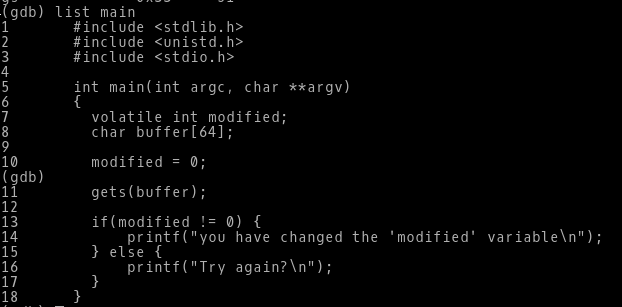 (gdb) list main
1 #include <stdlib.h>
2 #include <unistd.h>
3 #include <stdio.h>
4
5 int main(int argc, char **argv)
6 {
7 volatile int modified;
8 char buffer[64];
9
10 modified = 0;
(gdb)
11 gets(buffer);
12
13 if(modified != 0) {
14 printf("you have changed the 'modified' variable\n");
15 } else {
16 printf("Try again?\n");
17 }
18 }